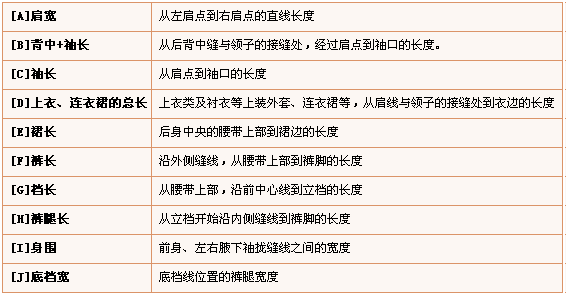 [A]肩宽 从左肩点到右肩点的直线长度
[B]背中+袖长 从后背中缝与领子的接缝处，经过肩点到袖口的长度。
[C]袖长 从肩点到袖口的长度
[D]上衣、连衣裙的总长 上衣类及衬衣等上装外套、连衣裙等，从肩线与领子的接缝处到衣边的长度
[E]裙长 后身中央的腰带上部到裙边的长度
[F]裤长 沿外侧缝线，从腰带上部到裤脚的长度
[G]档长 从腰带上部，沿前中心线到立档的长度
[H]裤腿长 从立档开始沿内侧缝线到裤脚的长度
[I]身围 前身、左右腋下袖拢缝线之间的宽度
[J]底档宽 底档线位置的裤腿宽度